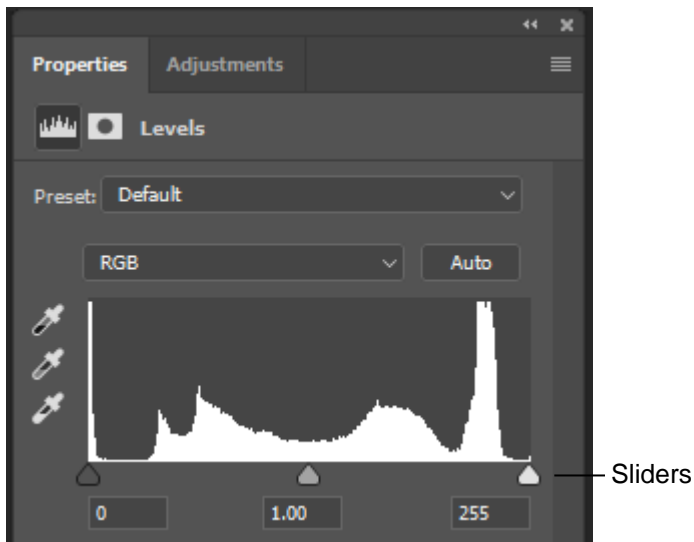 Properties Adjustments
Levels
Preset: Default
RGB Auto
Sliders
0 1.00 255